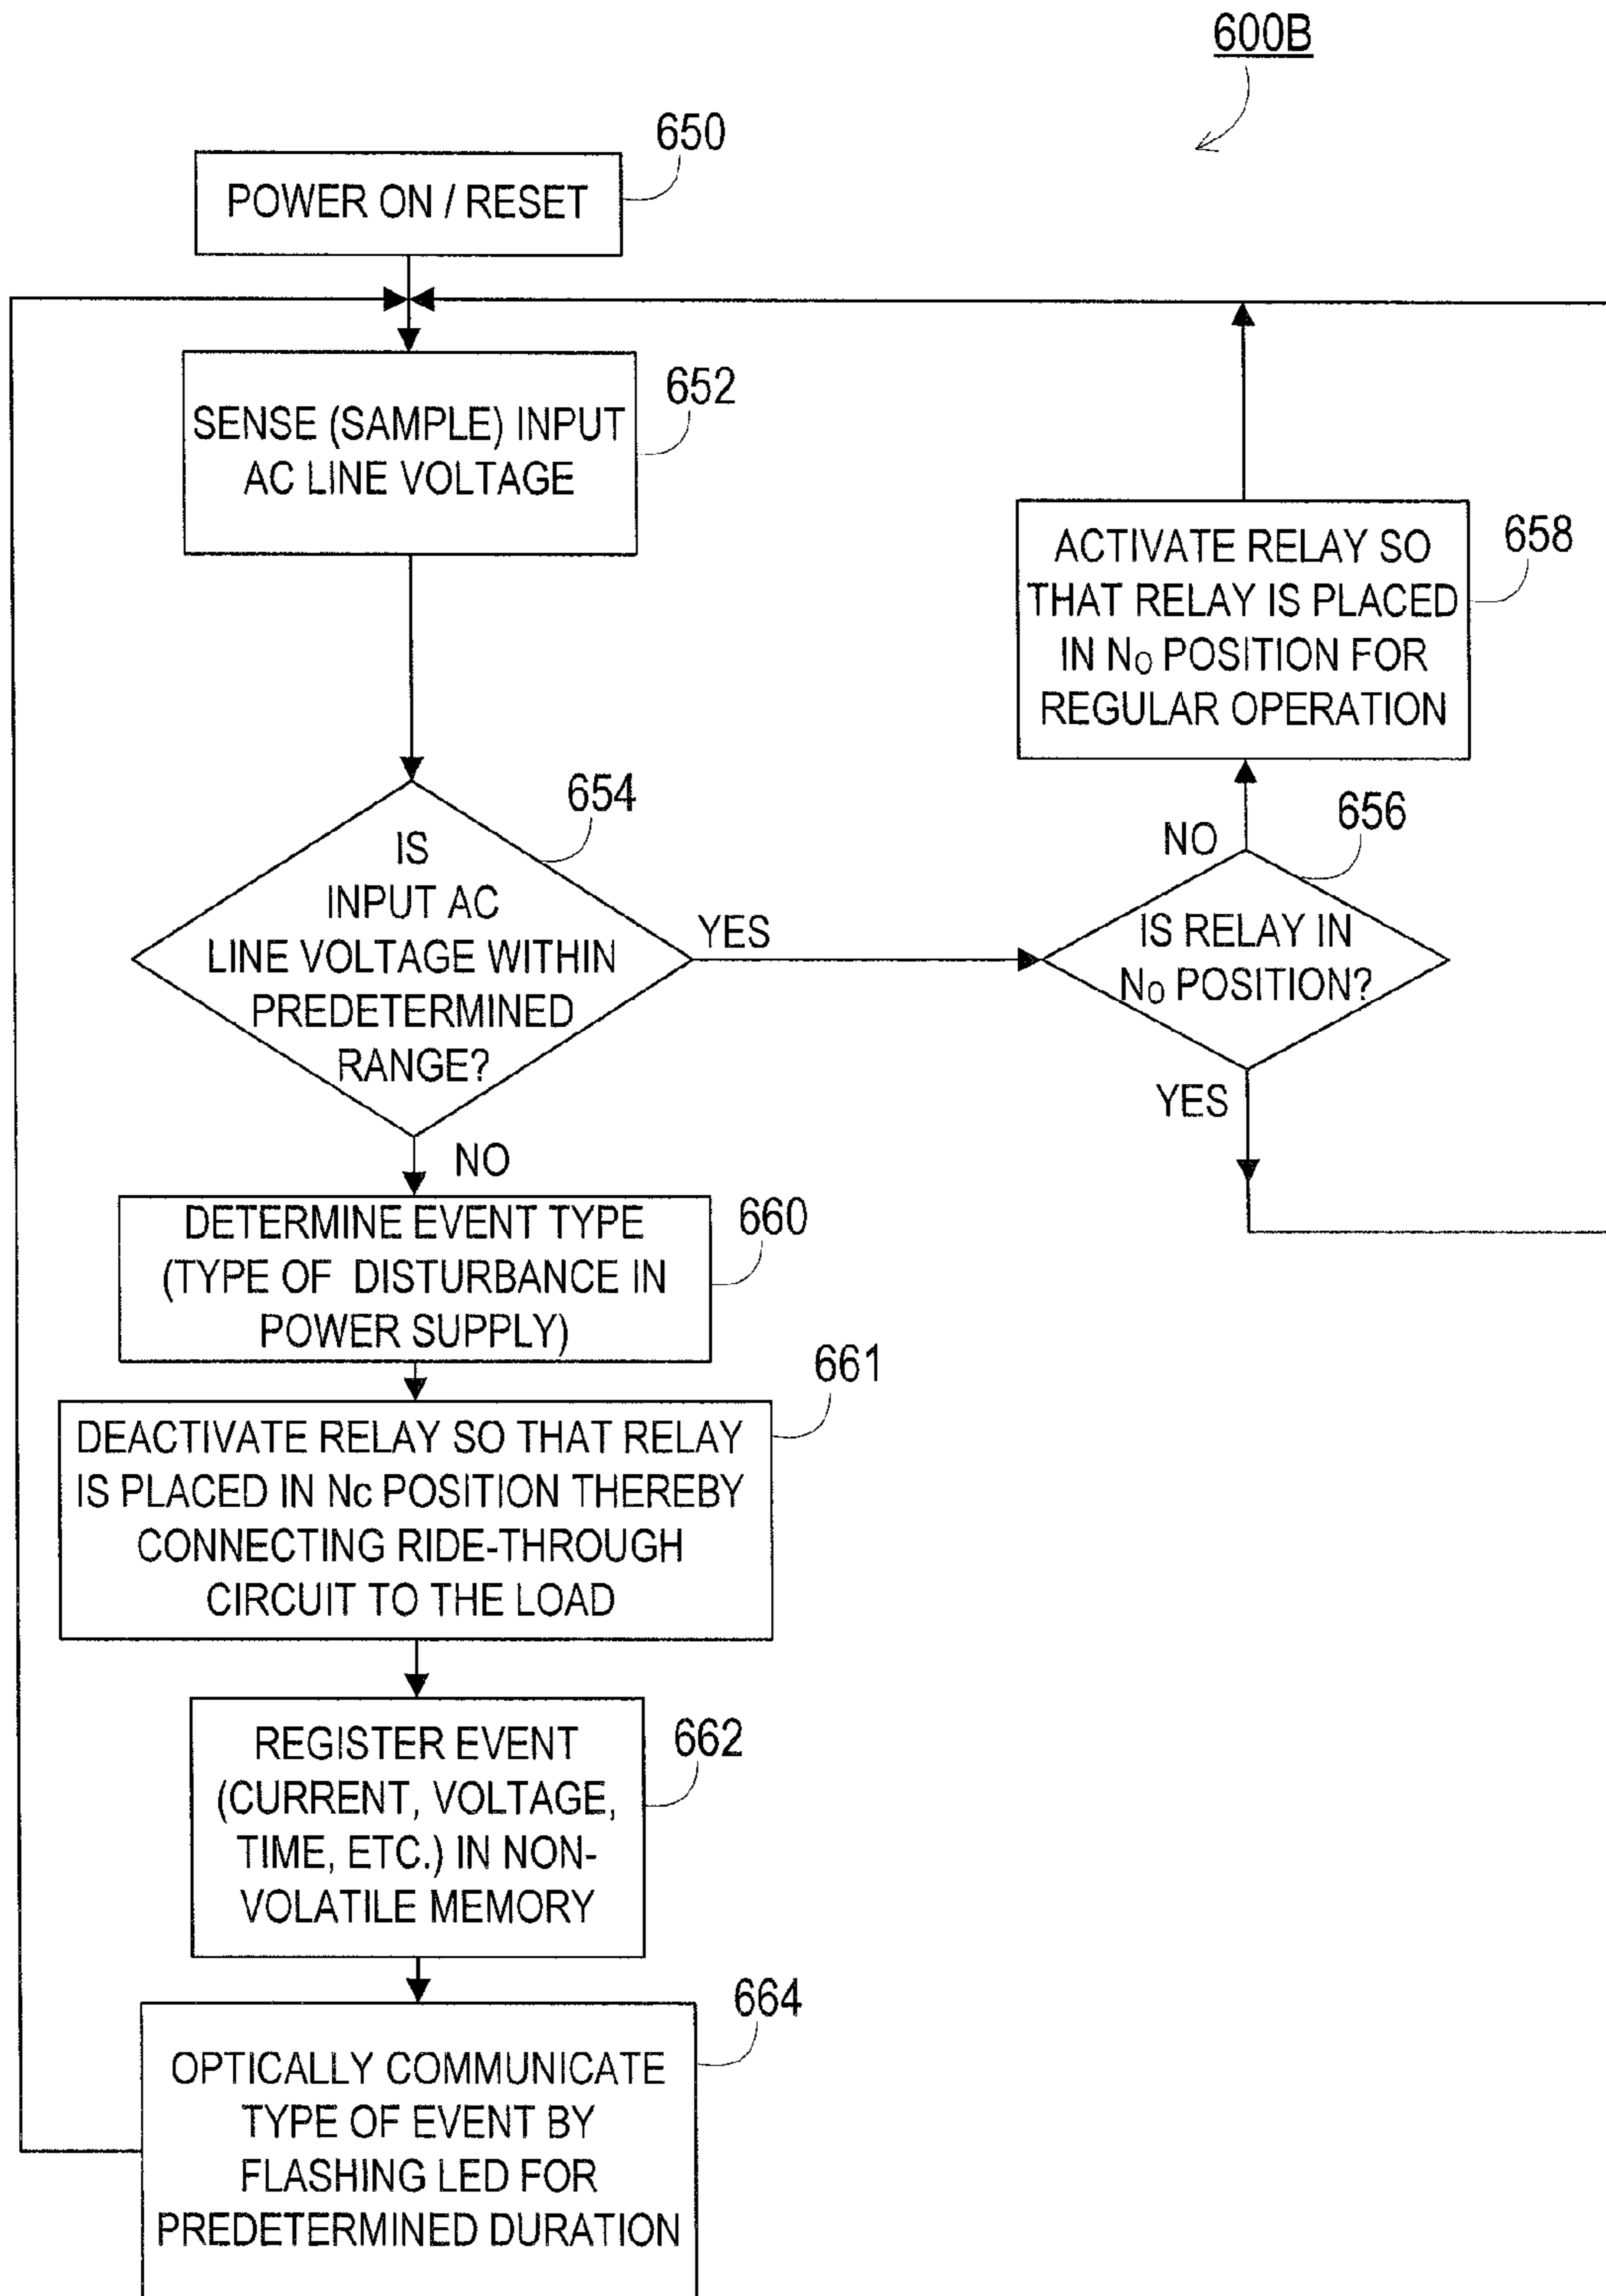 600B
650
POWER ON / RESET
652
SENSE (SAMPLE) INPUT
AC LINE VOLTAGE
658
ACTIVATE RELAY SO
THAT RELAY IS PLACED
IN NO POSITION FOR
REGULAR OPERATION
654
IS
INPUT AC
LINE VOLTAGE WITHIN
PREDETERMINED
RANGE?
YES
NO
656
NO
IS RELAY IN
NO POSITION?
YES
660
DETERMINE EVENT TYPE
(TYPE OF DISTURBANCE IN
POWER SUPPLY)
661
DEACTIVATE RELAY SO THAT RELAY
IS PLACED IN Nc POSITION THEREBY
CONNECTING RIDE-THROUGH
CIRCUIT TO THE LOAD
662
REGISTER EVENT
(CURRENT, VOLTAGE,
TIME, ETC.) IN NON-
VOLATILE MEMORY
664
OPTICALLY COMMUNICATE
TYPE OF EVENT BY
FLASHING LED FOR
PREDETERMINED DURATION